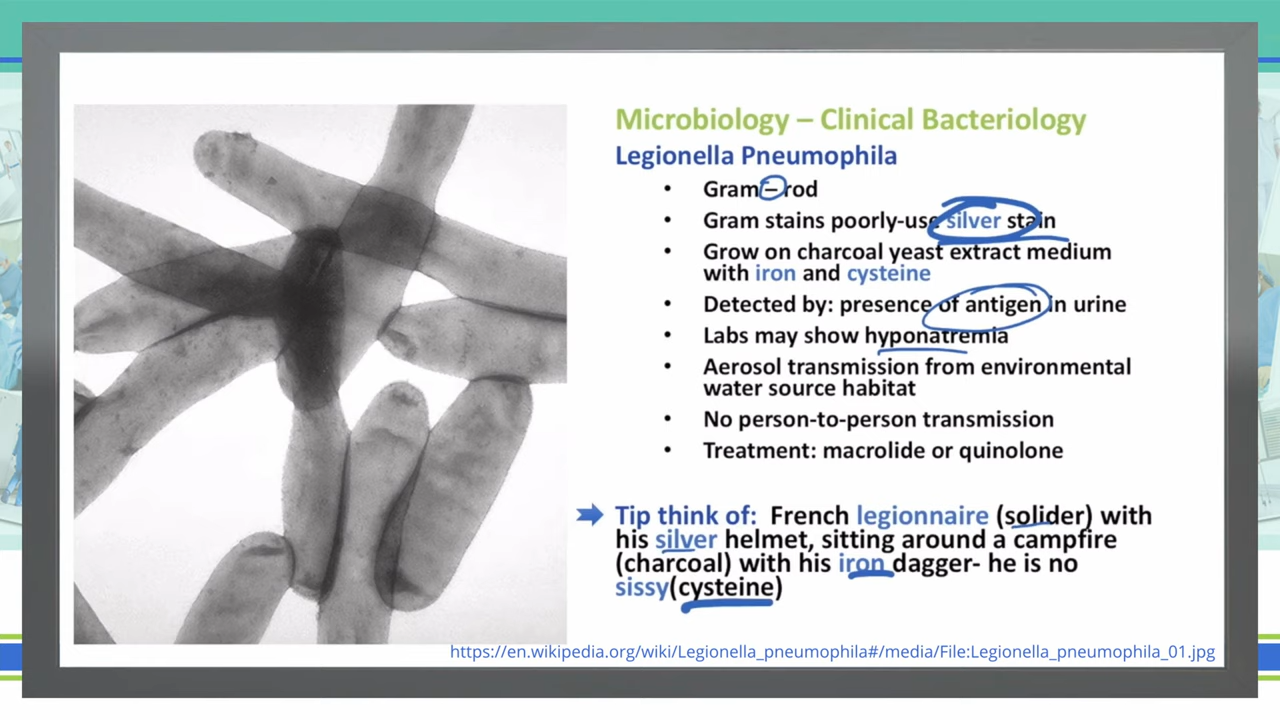 Microbiology – Clinical Bacteriology
Legionella Pneumophila
• Gram – rod
• Gram stains poorly-use silver stain
• Grow on charcoal yeast extract medium
with iron and cysteine
• Detected by: presence of antigen in urine
• Labs may show hyponatremia
• Aerosol transmission from environmental
water source habitat
• No person-to-person transmission
• Treatment: macrolide or quinolone
Tip think of: French legionnaire (solider) with
his silver helmet, sitting around a campfire
(charcoal) with his iron dagger- he is no
sissy(cysteine)
https://en.wikipedia.org/wiki/Legionella_pneumophila#/media/File:Legionella_pneumophila_01.jpg